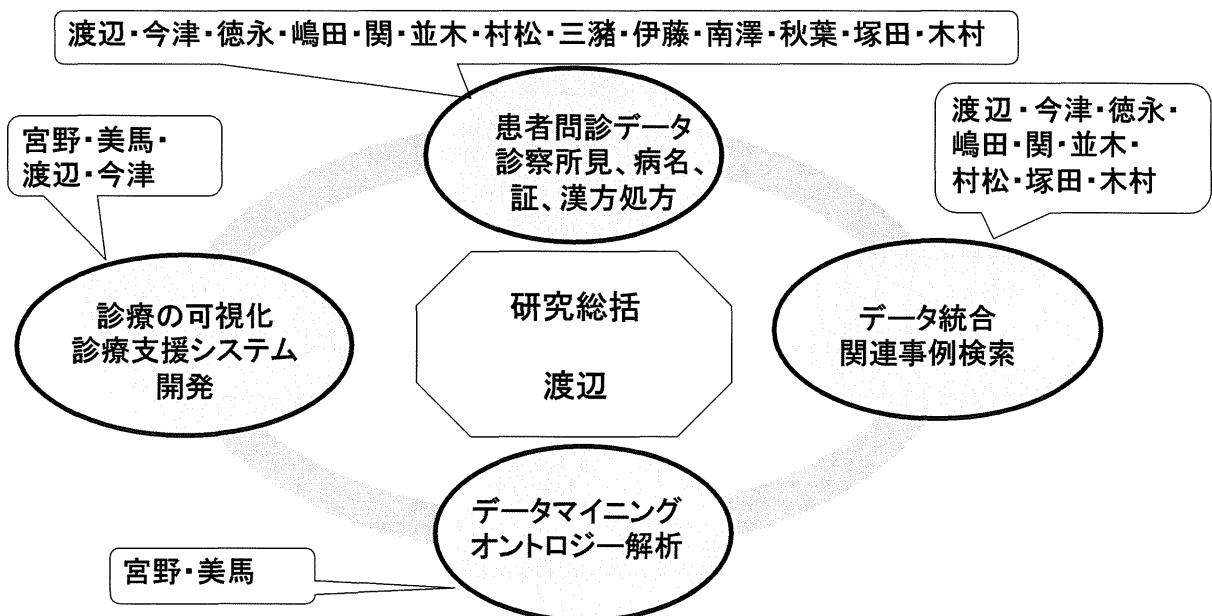 渡辺・今津・徳永・嶋田・関・並木・村松・三瀦・伊藤・南澤・秋葉・塚田・木村
患者問診データ
診察所見、病名、
証、漢方処方
渡辺・今津・徳永・
嶋田・関・並木・
村松・塚田・木村
宮野・美馬・
渡辺・今津
診療の可視化
診療支援システム
開発
研究総括
渡辺
データ統合
関連事例検索
データマイニング
オントロジー解析
宮野・美馬